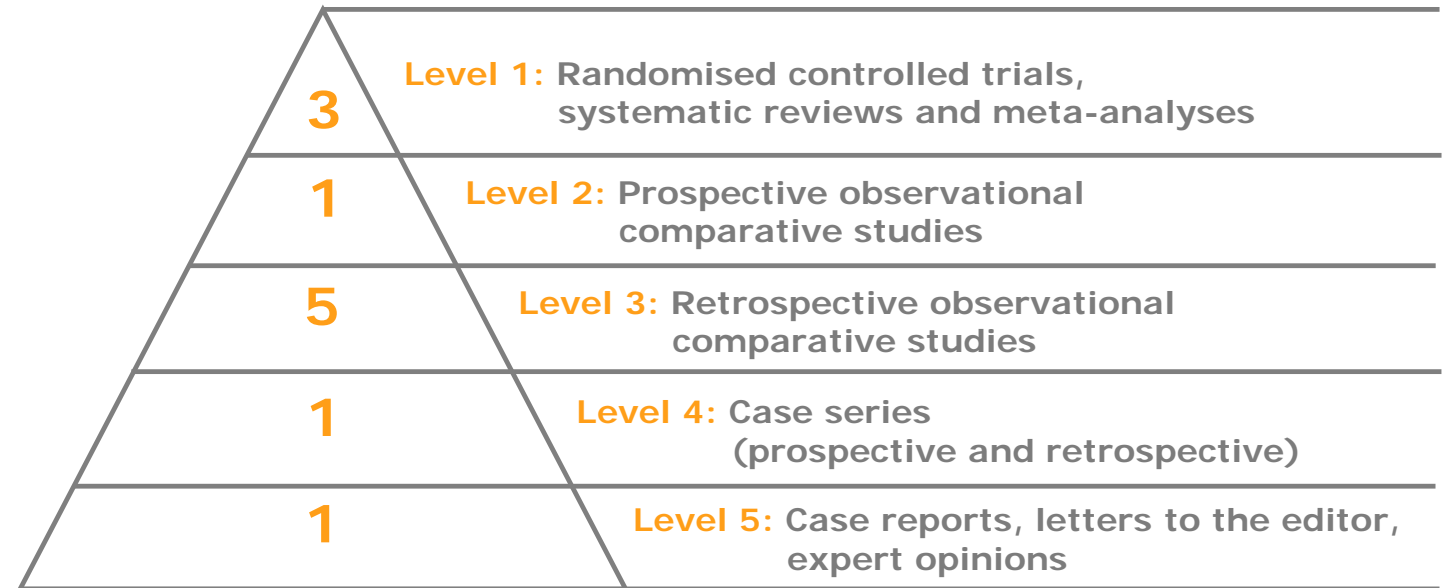 3
Level 1: Randomised controlled trials,
systematic reviews and meta-analyses
1
Level 2: Prospective observational
comparative studies
5
Level 3: Retrospective observational
comparative studies
1
Level 4: Case series
(prospective and retrospective)
1
Level 5: Case reports, letters to the editor,
expert opinions